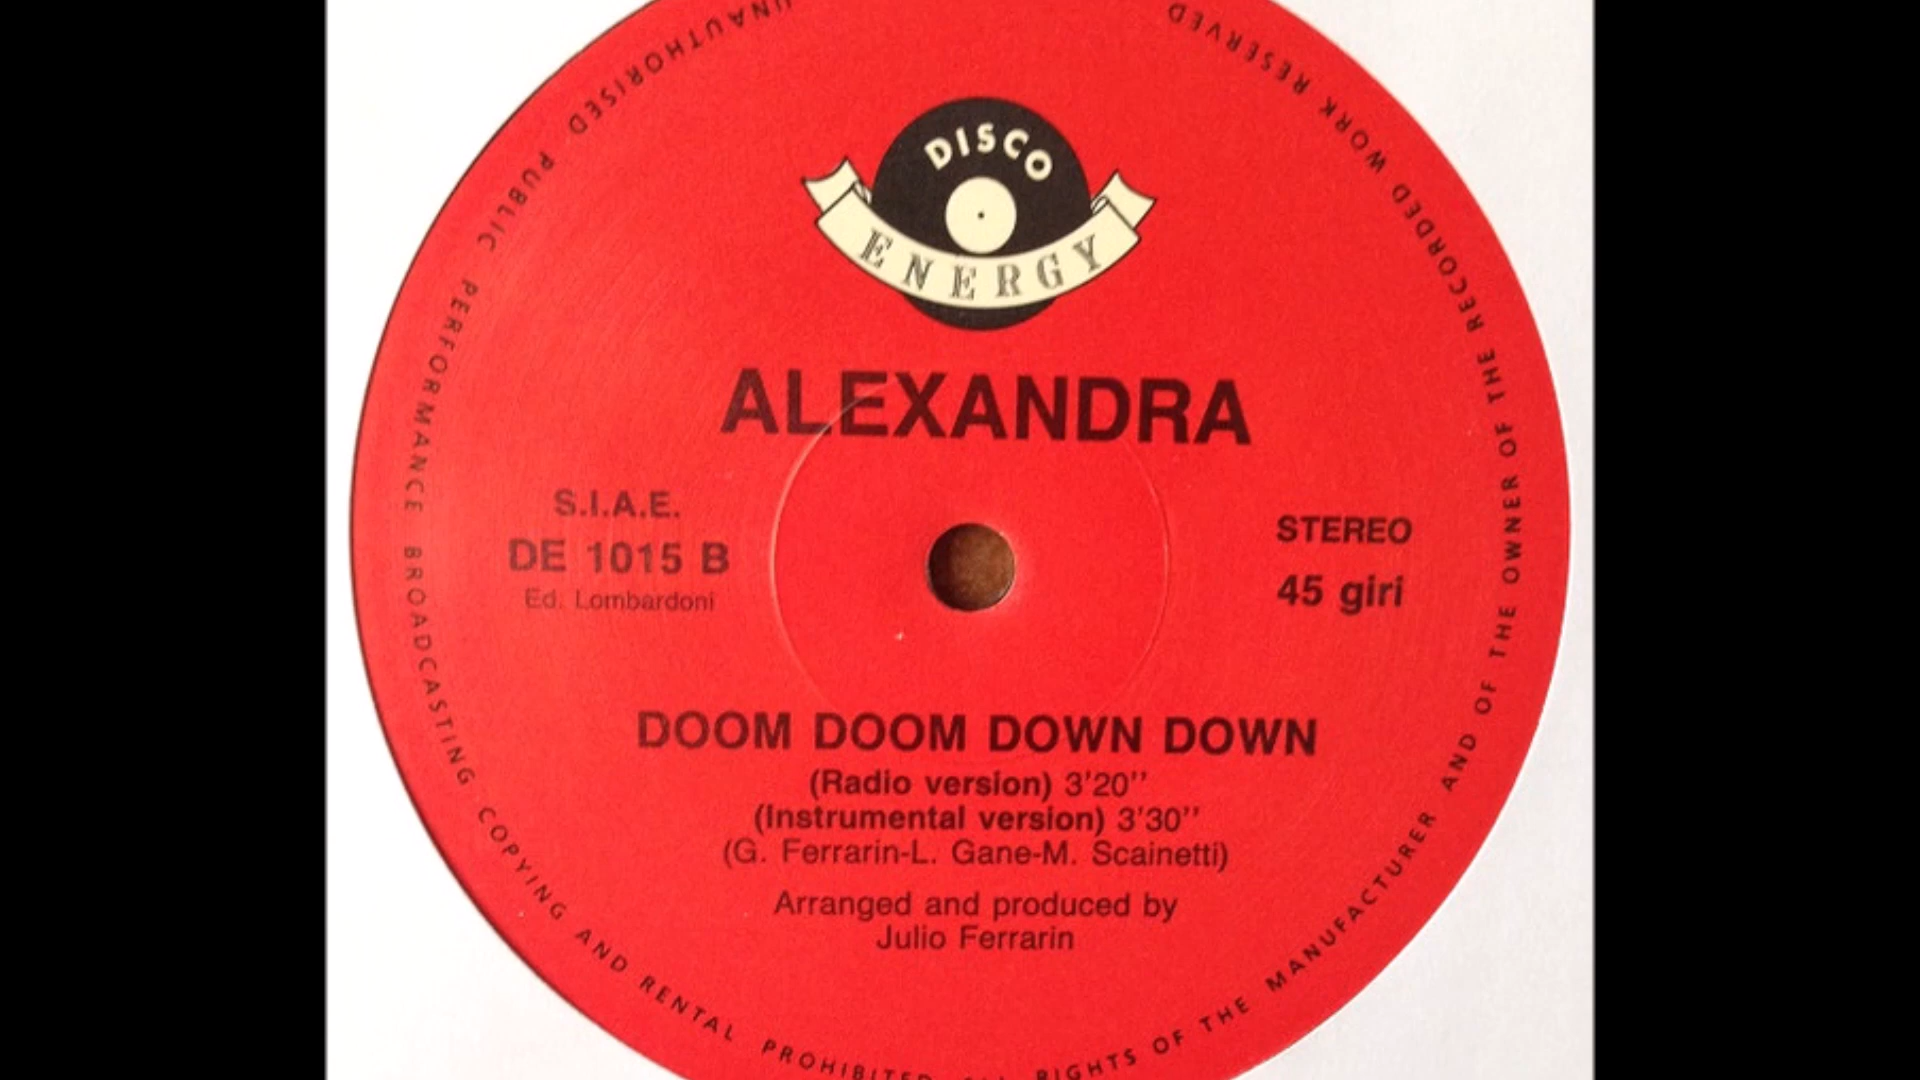 DISCO
ENERGY
ALEXANDRA
S.I.A.E.
DE 1015 B
Ed. Lombardoni
STEREO
45 giri
DOOM DOOM DOWN DOWN
(Radio version) 3'20''
(Instrumental version) 3'30''
(G. Ferrarin-L. Gane-M. Scainetti)
Arranged and produced by
Julio Ferrarin
MANUFACTURER AND OF THE OWNER OF THE RECORDED WORK RESERVED
UNAUTHORISED PUBLIC PERFORMANCE BROADCASTING COPYING AND RENTAL PROHIBITED ALL RIGHTS OF THE